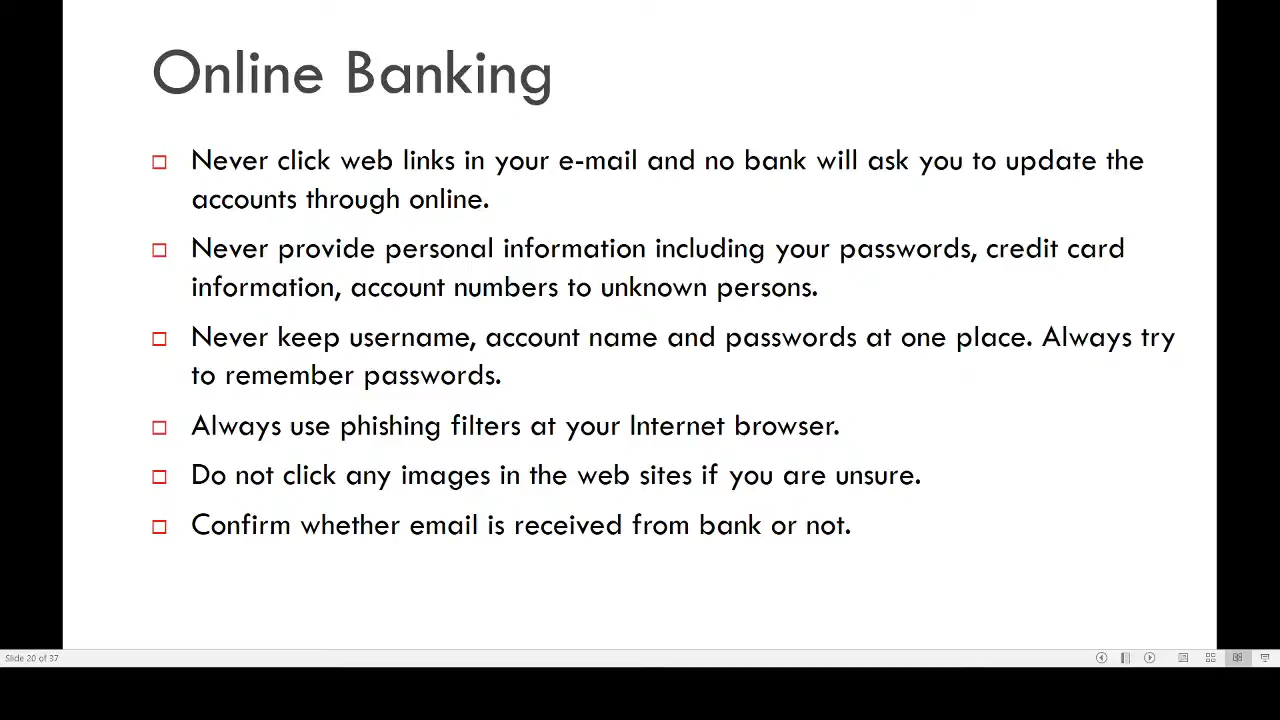 Online Banking
Never click web links in your e-mail and no bank will ask you to update the
accounts through online.
Never provide personal information including your passwords, credit card
information, account numbers to unknown persons.
Never keep username, account name and passwords at one place. Always try
to remember passwords.
Always use phishing filters at your Internet browser.
Do not click any images in the web sites if you are unsure.
Confirm whether email is received from bank or not.
Slide 20 of 37